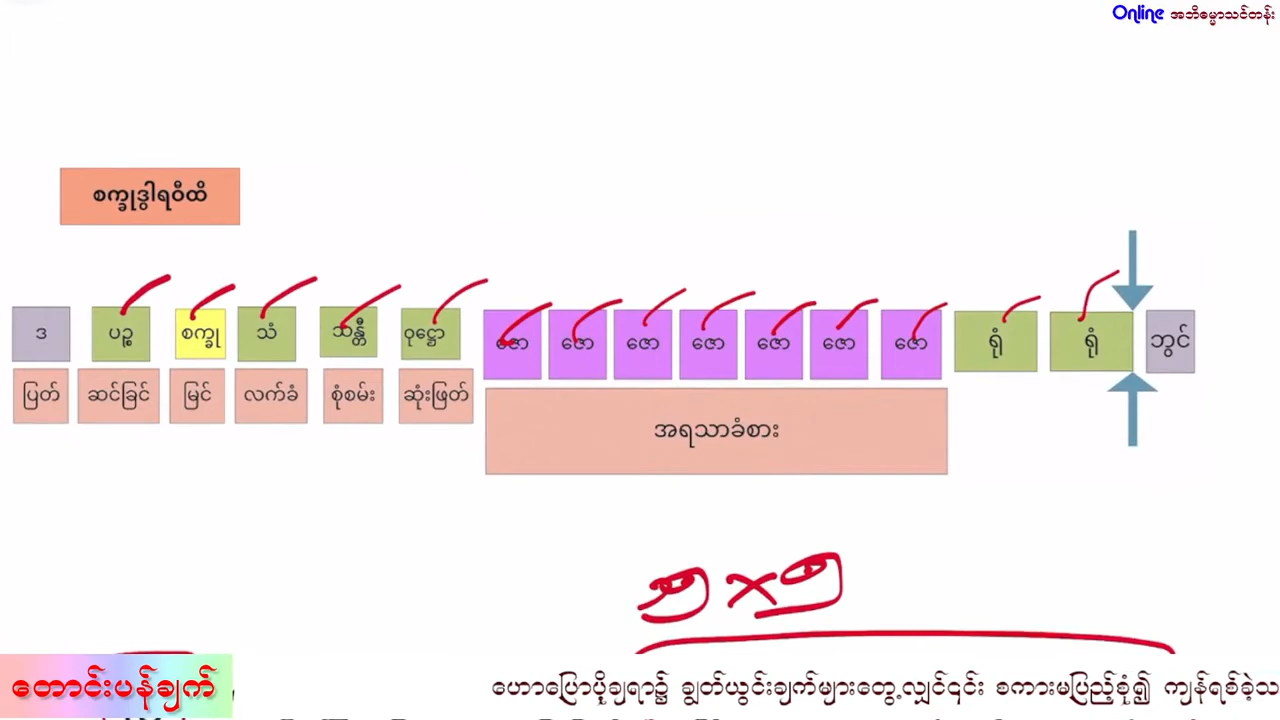 Online အဘိဓမ္မာသင်တန်း
စက္ခုဒွါရဝီထိ
ဒ ပဉ္စ စက္ခု သံ သန္တီ ဝုဋ္ဌော ဇော ဇော ဇော ဇော ဇော ဇော ဇော ရုံ ရုံ ဘွင်
ပြတ် ဆင်ခြင် မြင် လက်ခံ စုံစမ်း ဆုံးဖြတ် အရသာခံစား
တောင်းပန်ချက် ဟောပြောပို့ချရာ၌ ချွတ်ယွင်းချက်များတွေ့လျှင်၎င်း စကားမပြည့်စုံ၍ ကျန်ရစ်ခဲ့သ